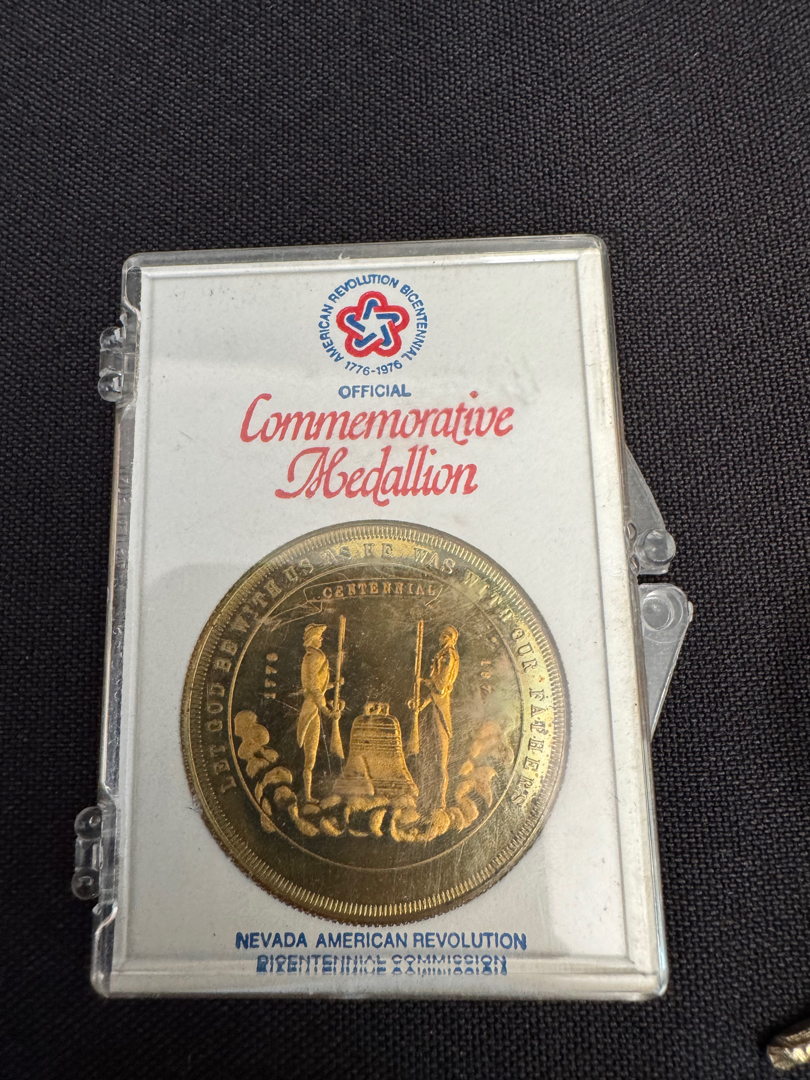 AMERICAN REVOLUTION BICENTENNIAL
1776-1976
OFFICIAL
Commemorative
Medallion
LET GOD BE WITH US AS HE WAS WITH OUR FATHERS
CENTENNIAL
1776
NEVADA AMERICAN REVOLUTION
BICENTENNIAL COMMISSION